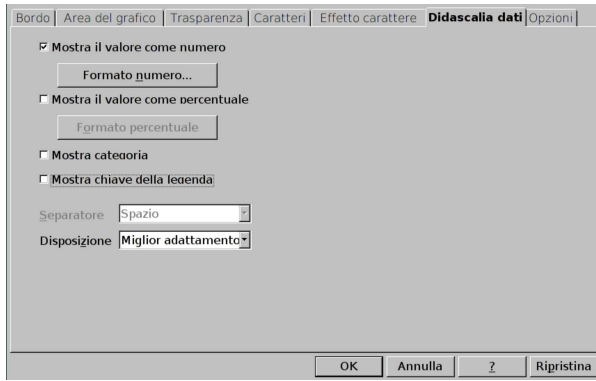 Bordo Area del grafico Trasparenza Caratteri Effetto carattere Didascalia dati Opzioni
Mostra il valore come numero
Formato numero...
Mostra il valore come percentuale
Formato percentuale
Mostra categoria
Mostra chiave della legenda
Separatore Spazio
Disposizione Miglior adattamento
OK Annulla ? Ripristina